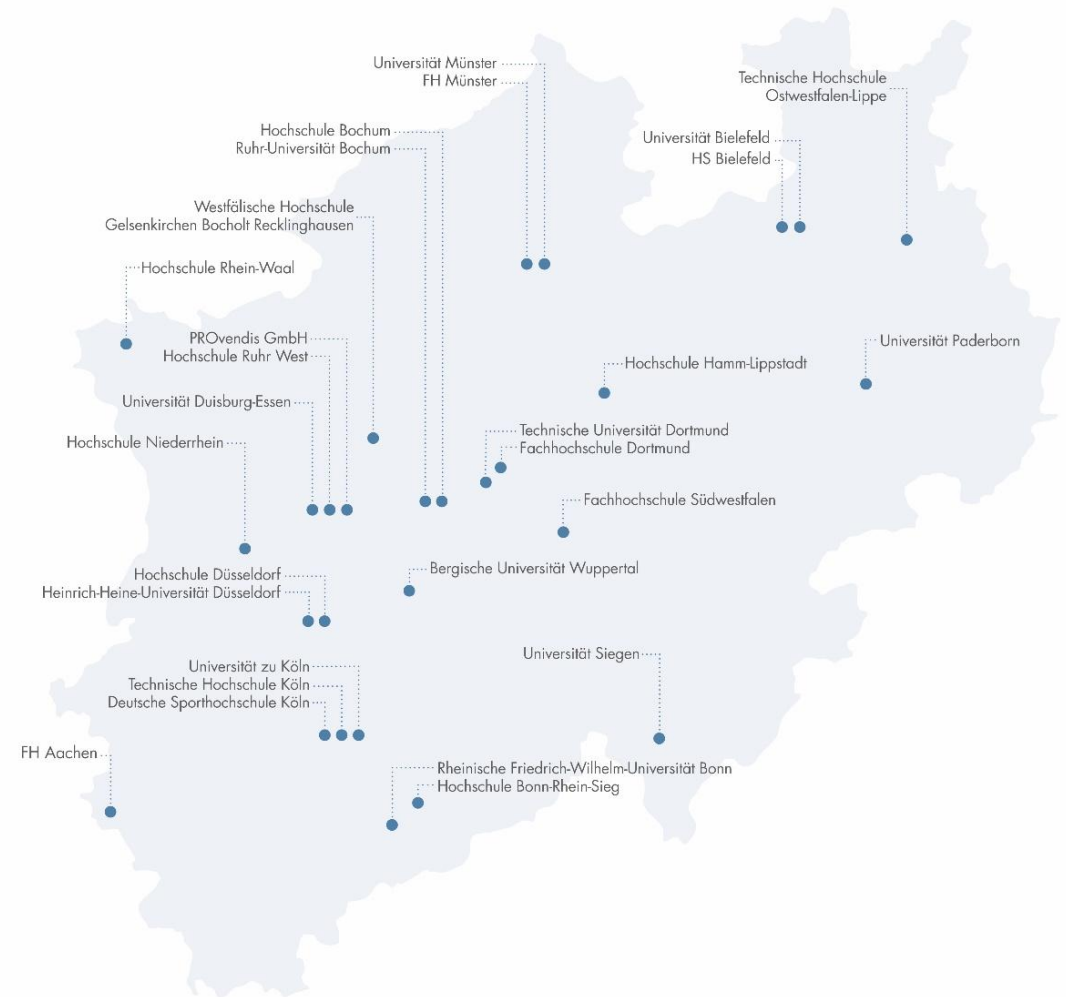 Universität Münster
FH Münster
Technische Hochschule
Ostwestfalen-Lippe
Hochschule Bochum
Ruhr-Universität Bochum
Universität Bielefeld
HS Bielefeld
Westfälische Hochschule
Gelsenkirchen Bocholt Recklinghausen
Hochschule Rhein-Waal
PROvendis GmbH
Hochschule Ruhr West
Universität Paderborn
Hochschule Hamm-Lippstadt
Universität Duisburg-Essen
Technische Universität Dortmund
Fachhochschule Dortmund
Hochschule Niederrhein
Fachhochschule Südwestfalen
Bergische Universität Wuppertal
Hochschule Düsseldorf
Heinrich-Heine-Universität Düsseldorf
Universität Siegen
Universität zu Köln
Technische Hochschule Köln
Deutsche Sporthochschule Köln
FH Aachen
Rheinische Friedrich-Wilhelm-Universität Bonn
Hochschule Bonn-Rhein-Sieg